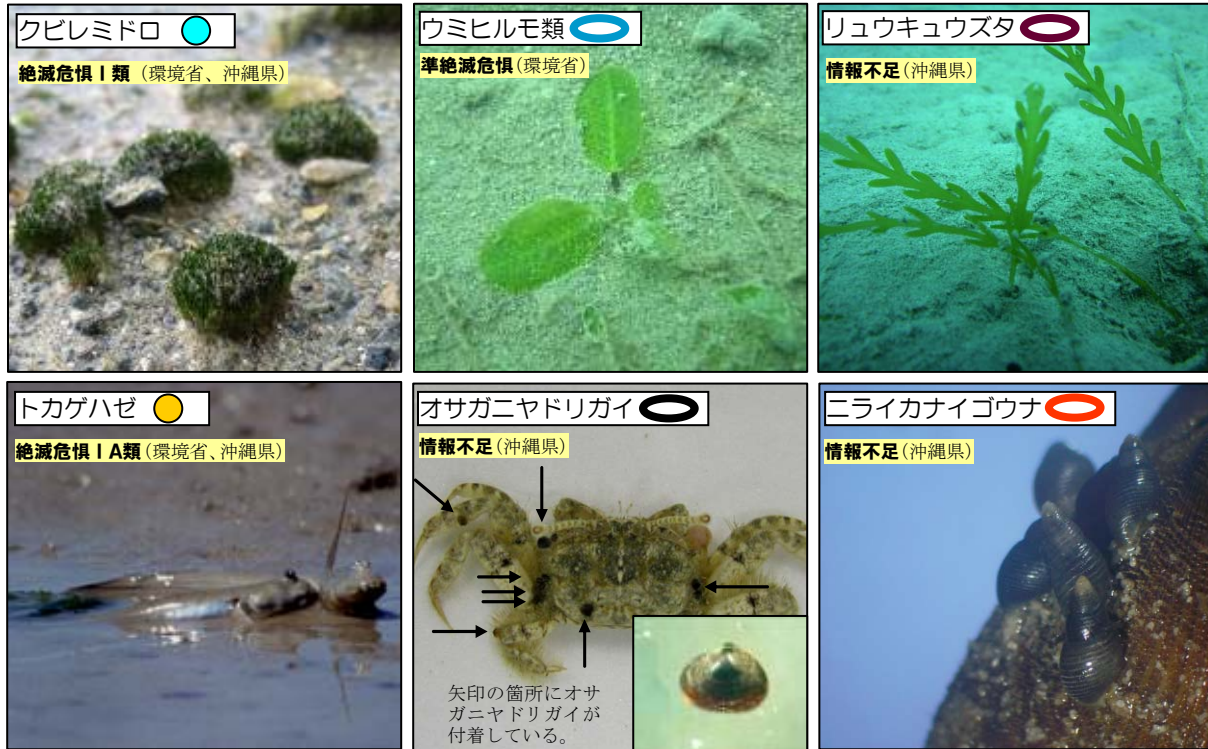 クビレミドロ
絶滅危惧Ⅰ類（環境省、沖縄県）
ウミヒルモ類
準絶滅危惧（環境省）
リュウキュウズタ
情報不足（沖縄県）
トカゲハゼ
絶滅危惧ⅠA類（環境省、沖縄県）
オサガニヤドリガイ
情報不足（沖縄県）
矢印の箇所にオサ
ガニヤドリガイが
付着している。
ニライカナイゴウナ
情報不足（沖縄県）